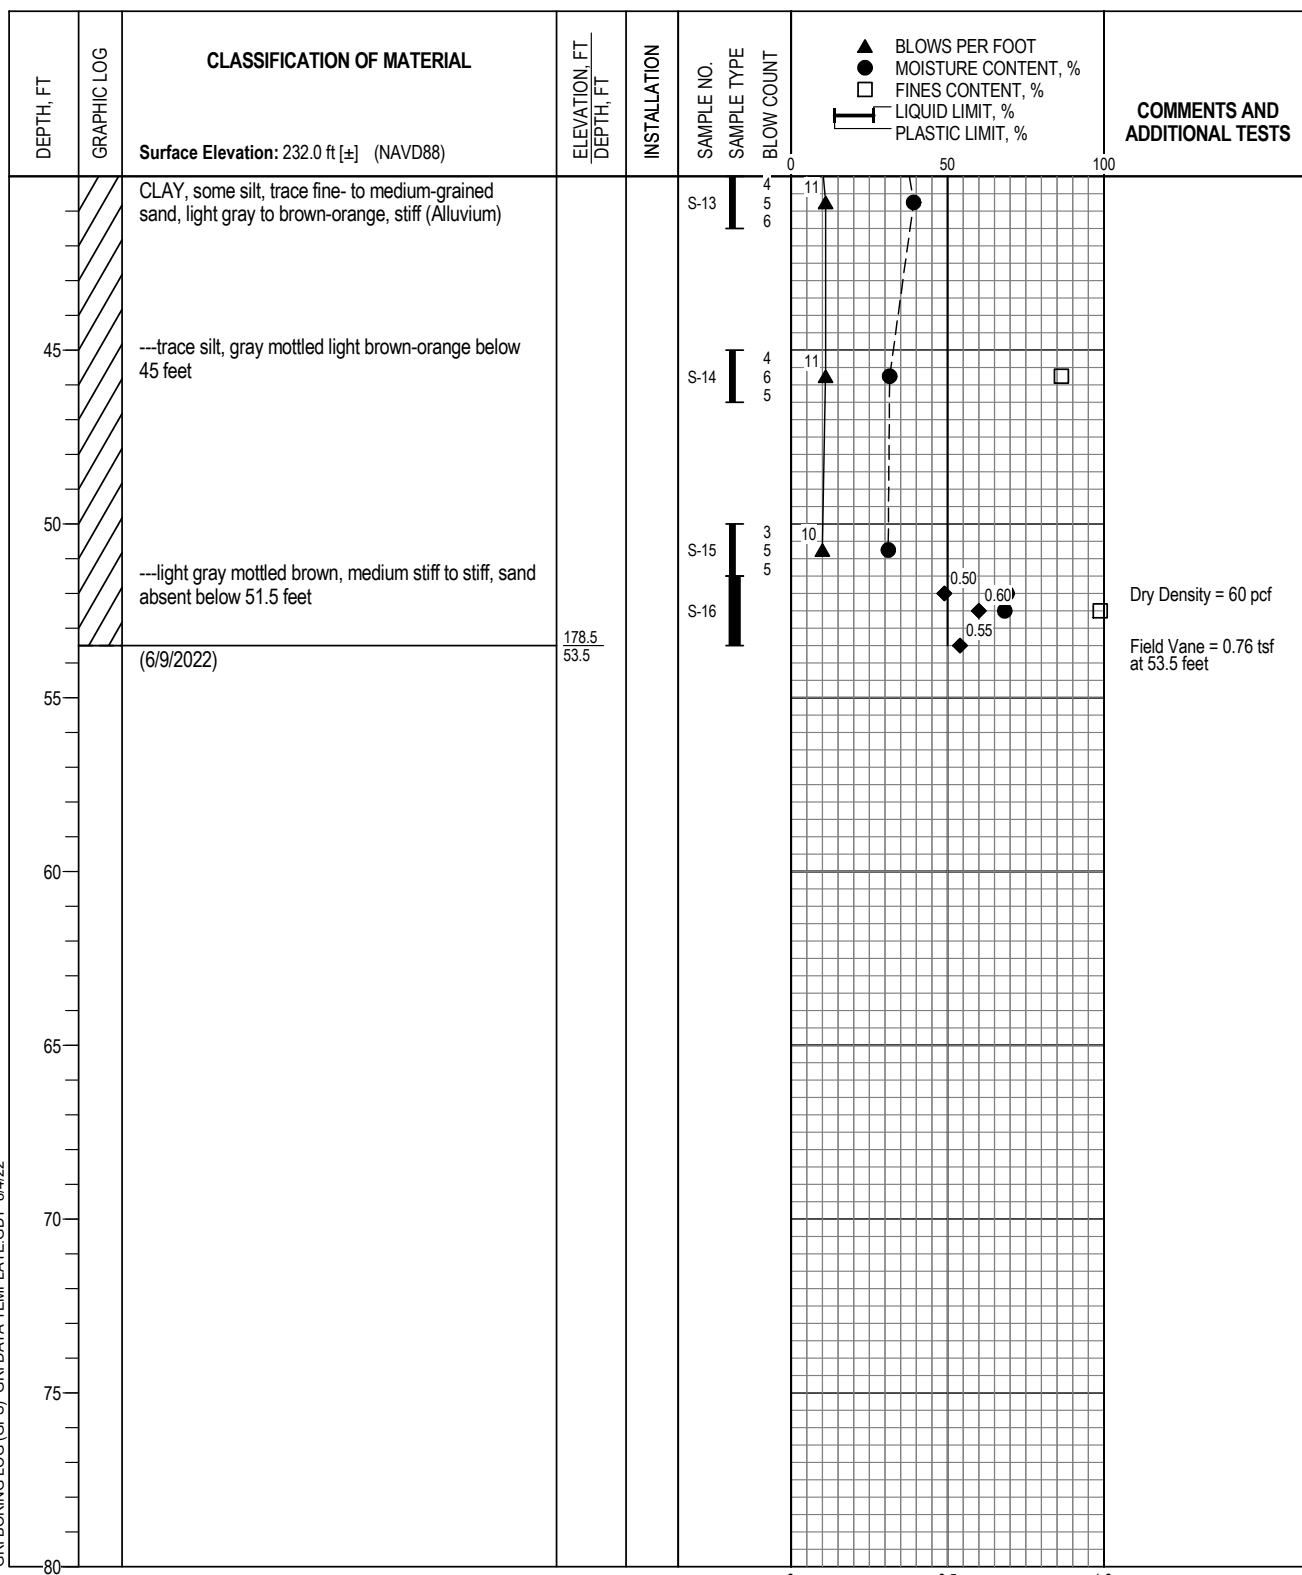 DEPTH, FT
GRAPHIC LOG
CLASSIFICATION OF MATERIAL
Surface Elevation: 232.0 ft [±] (NAVD88)
ELEVATION, FT
DEPTH, FT
INSTALLATION
SAMPLE NO.
SAMPLE TYPE
BLOW COUNT
BLOWS PER FOOT
MOISTURE CONTENT, %
FINES CONTENT, %
LIQUID LIMIT, %
PLASTIC LIMIT, %
0 50 100
COMMENTS AND
ADDITIONAL TESTS
CLAY, some silt, trace fine- to medium-grained
sand, light gray to brown-orange, stiff (Alluvium)
S-13
4
5
6
11
45
---trace silt, gray mottled light brown-orange below
45 feet
S-14
4
6
5
11
50
S-15
3
5
5
10
---light gray mottled brown, medium stiff to stiff, sand
absent below 51.5 feet
S-16
0.50
0.60
0.55
Dry Density = 60 pcf
Field Vane = 0.76 tsf
at 53.5 feet
178.5
53.5
(6/9/2022)
55
60
65
70
75
80